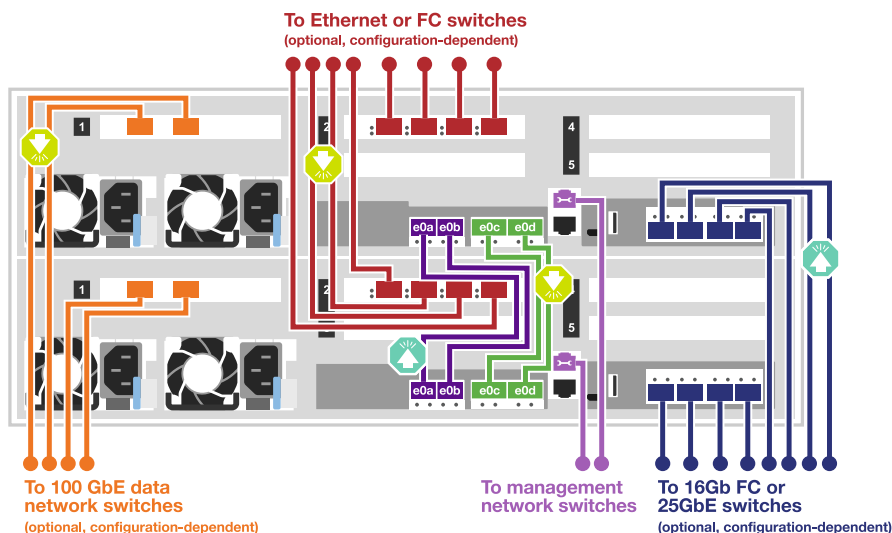 To Ethernet or FC switches
(optional, configuration-dependent)
1
2
4
5
e0a e0b e0c e0d
1
2
5
e0a e0b e0c e0d
To 100 GbE data
network switches
(optional, configuration-dependent)
To management
network switches
To 16Gb FC or
25GbE switches
(optional, configuration-dependent)